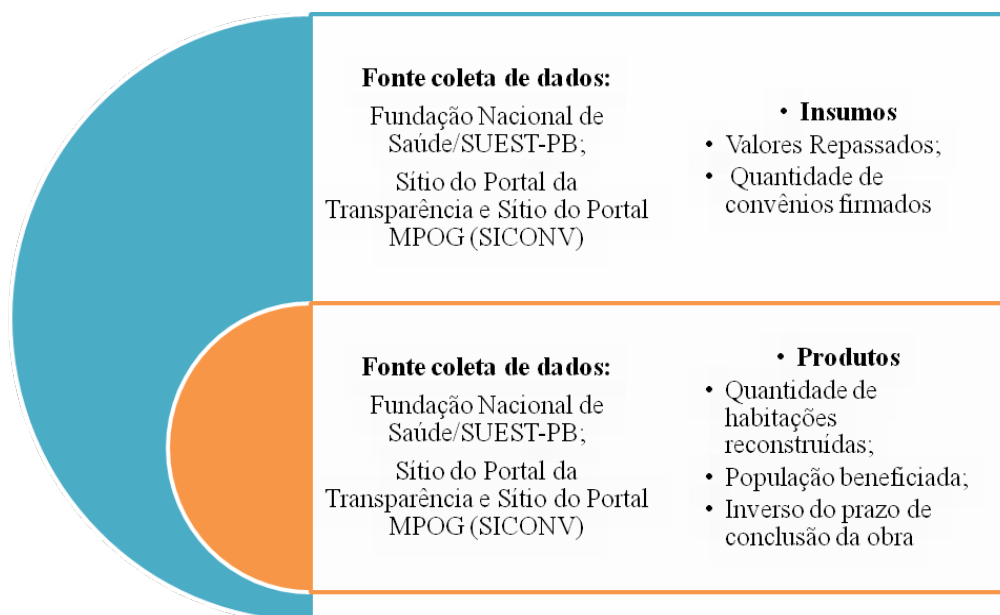 Fonte coleta de dados:
Fundação Nacional de
Saúde/SUEST-PB;
Sítio do Portal da
Transparência e Sítio do Portal
MPOG (SICONV)
• Insumos
• Valores Repassados;
• Quantidade de
convênios firmados
Fonte coleta de dados:
Fundação Nacional de
Saúde/SUEST-PB;
Sítio do Portal da
Transparência e Sítio do Portal
MPOG (SICONV)
• Produtos
• Quantidade de
habitações
reconstruídas;
• População beneficiada;
• Inverso do prazo de
conclusão da obra